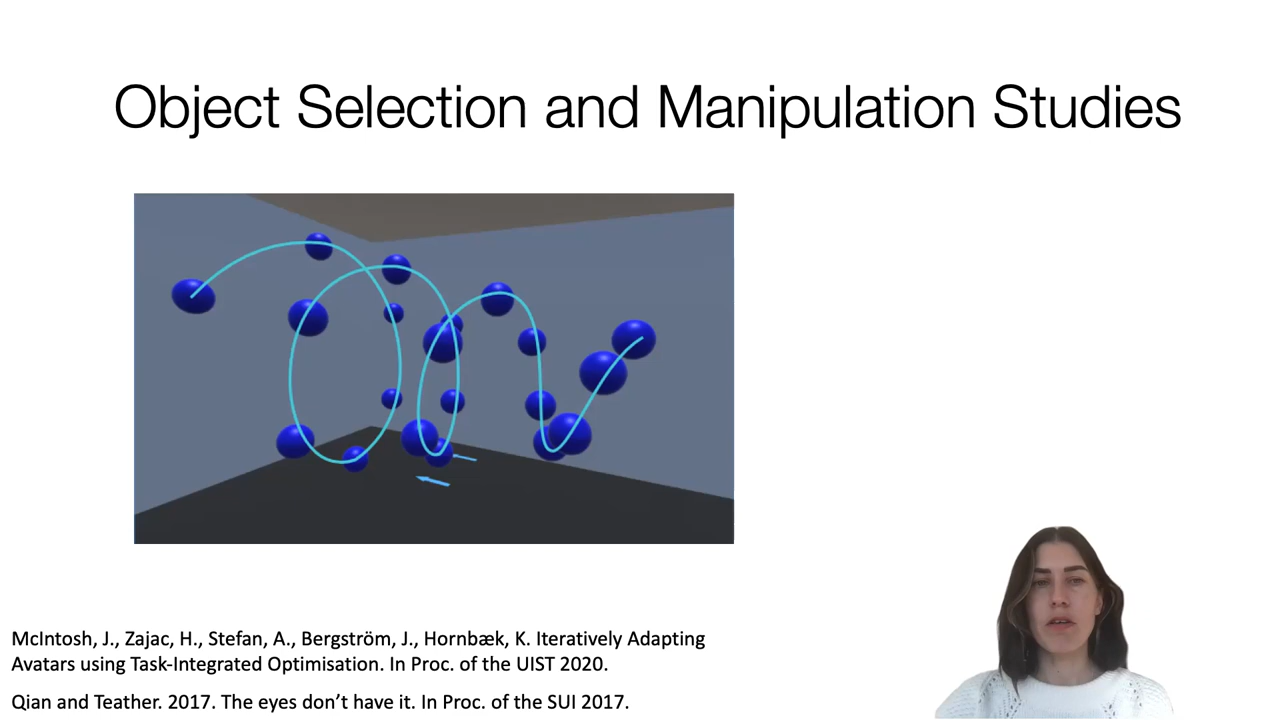 Object Selection and Manipulation Studies
McIntosh, J., Zajac, H., Stefan, A., Bergström, J., Hornbæk, K. Iteratively Adapting
Avatars using Task-Integrated Optimisation. In Proc. of the UIST 2020.
Qian and Teather. 2017. The eyes don’t have it. In Proc. of the SUI 2017.